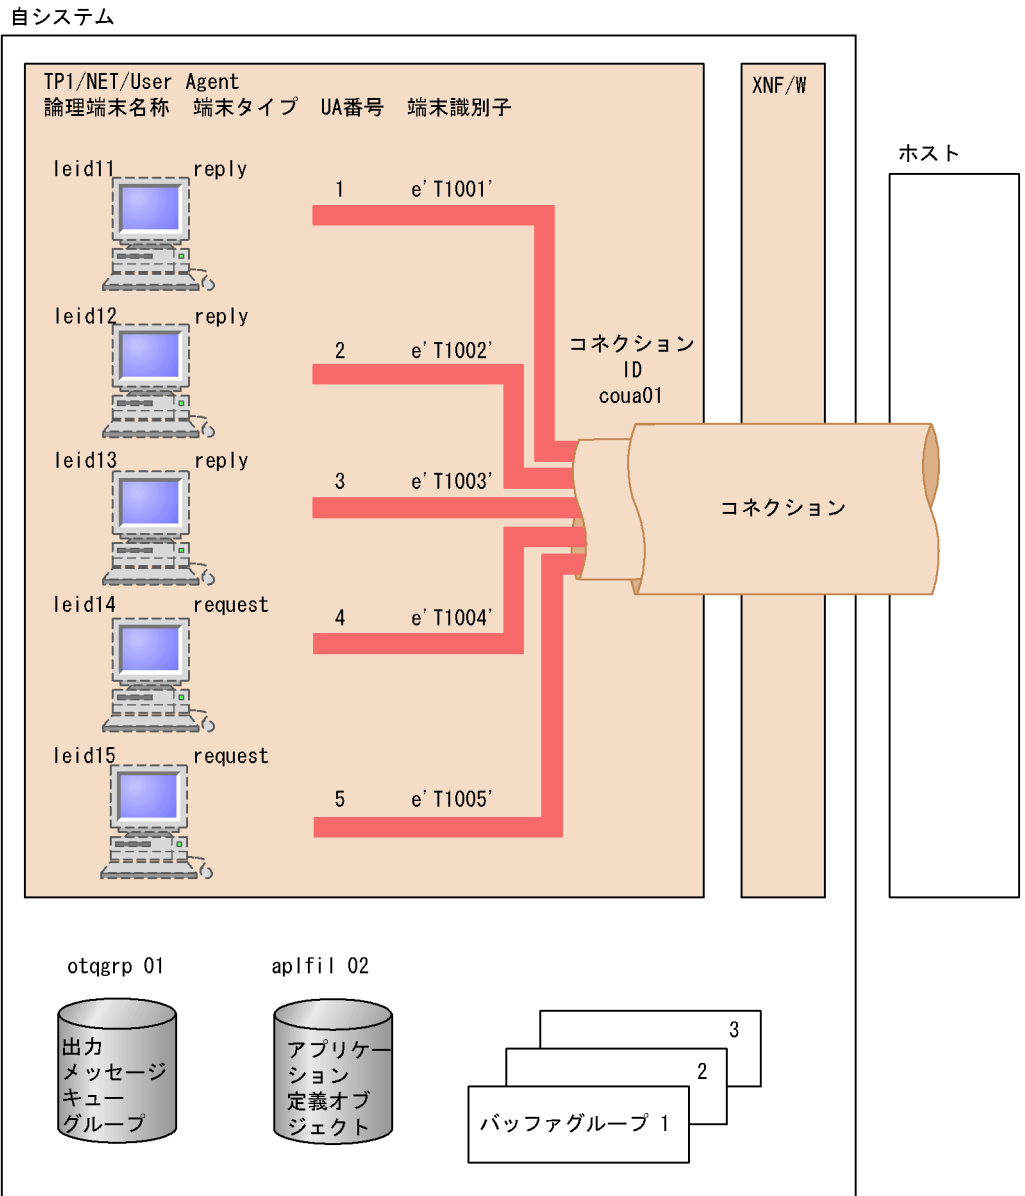 自システム
TP1/NET/User Agent
論理端末名称 端末タイプ UA番号 端末識別子
XNF/W
ホスト
leid11 reply
1 e'T1001'
leid12 reply
2 e'T1002'
コネクション
ID
coua01
leid13 reply
3 e'T1003'
コネクション
leid14 request
4 e'T1004'
leid15 request
5 e'T1005'
otqgrp 01
出力
メッセージ
キュー
グループ
aplfil 02
アプリケー
ション
定義オブ
ジェクト
3
2
バッファグループ 1